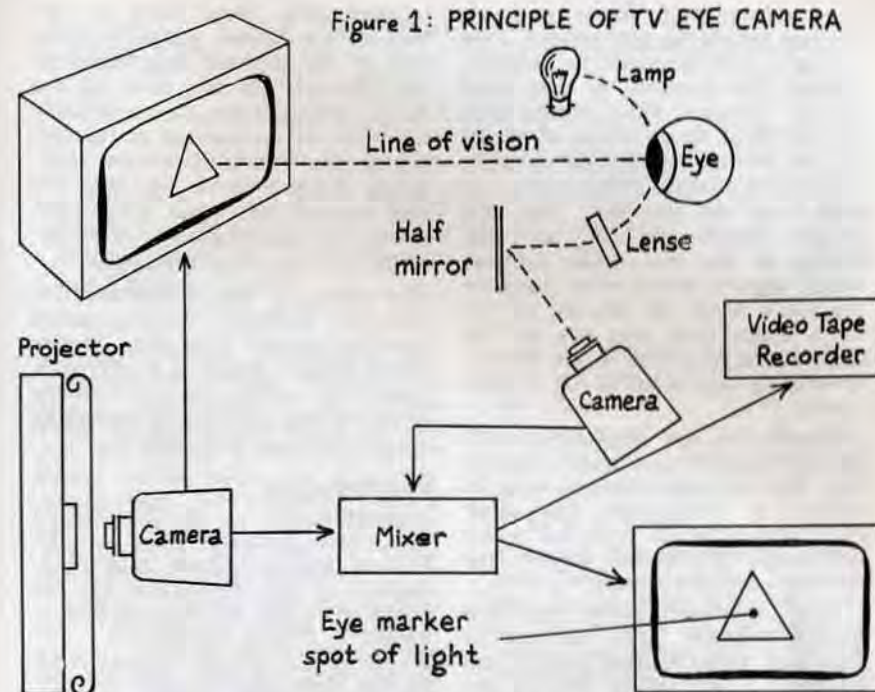 Figure 1: PRINCIPLE OF TV EYE CAMERA
Lamp
Line of vision
Eye
Half
mirror
Lense
Projector
Video Tape
Recorder
Camera
Camera
Mixer
Eye marker
spot of light